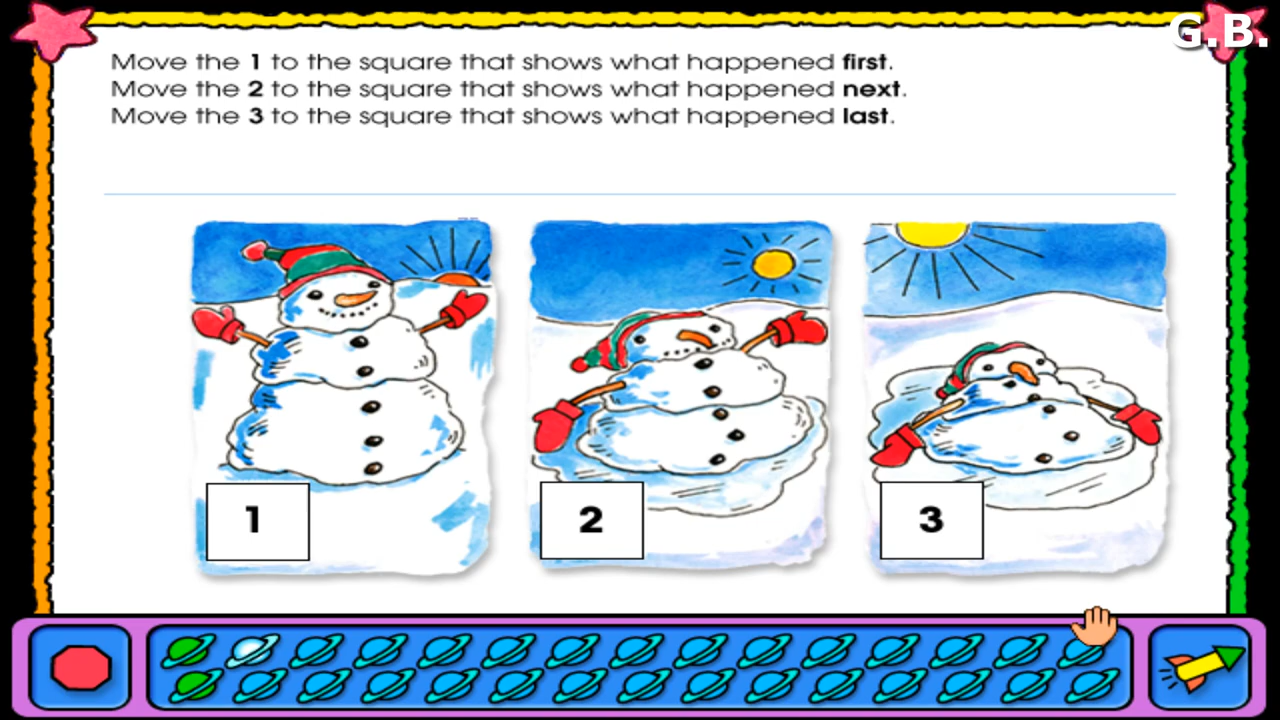 G.B.
Move the 1 to the square that shows what happened first.
Move the 2 to the square that shows what happened next.
Move the 3 to the square that shows what happened last.
1
2
3